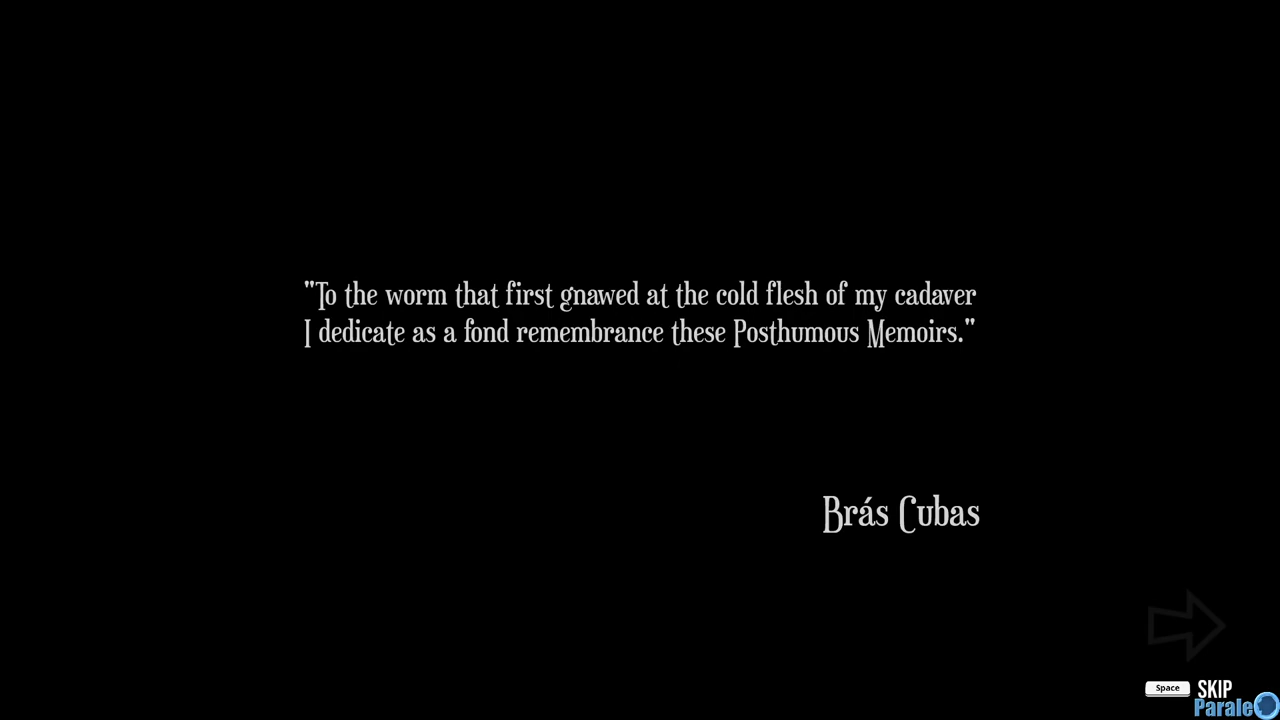 "To the worm that first gnawed at the cold flesh of my cadaver
I dedicate as a fond remembrance these Posthumous Memoirs."
Brás Cubas
Space SKIP
Parale